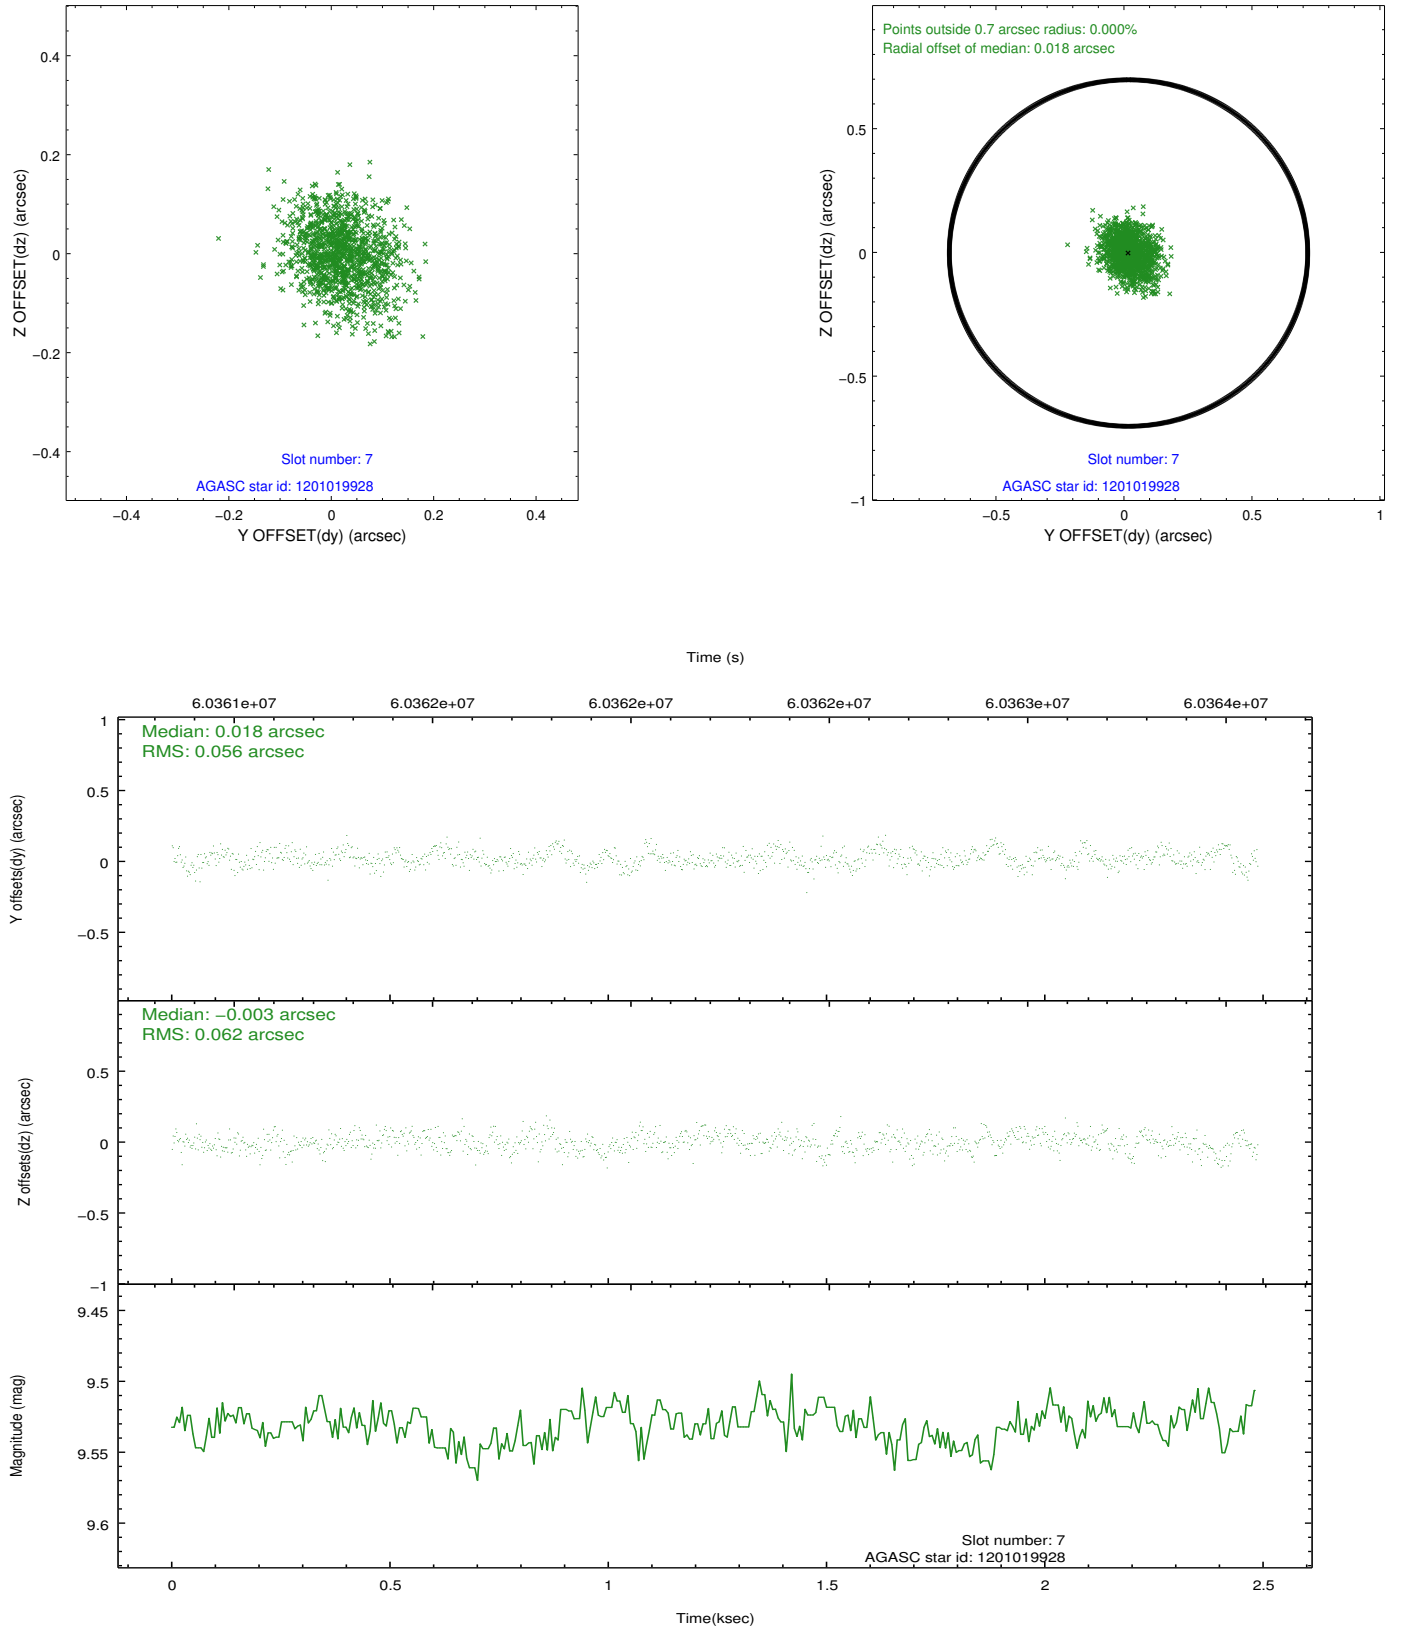 0.4
0.2
0
−0.2
−0.4
Z OFFSET(dz) (arcsec)
Slot number: 7
AGASC star id: 1201019928
−0.4
−0.2
0
0.2
0.4
Y OFFSET(dy) (arcsec)
Points outside 0.7 arcsec radius: 0.000%
Radial offset of median: 0.018 arcsec
0.5
0
−0.5
−1
Z OFFSET(dz) (arcsec)
Slot number: 7
AGASC star id: 1201019928
−0.5
0
0.5
1
Y OFFSET(dy) (arcsec)
Time (s)
6.0361e+07
6.0362e+07
6.0362e+07
6.0362e+07
6.0363e+07
6.0364e+07
Median: 0.018 arcsec
RMS: 0.056 arcsec
1
0.5
0
−0.5
Y offsets(dy) (arcsec)
Median: −0.003 arcsec
RMS: 0.062 arcsec
0.5
0
−0.5
−1
Z offsets(dz) (arcsec)
9.45
9.5
9.55
9.6
Magnitude (mag)
Slot number: 7
AGASC star id: 1201019928
0
0.5
1
1.5
2
2.5
Time(ksec)